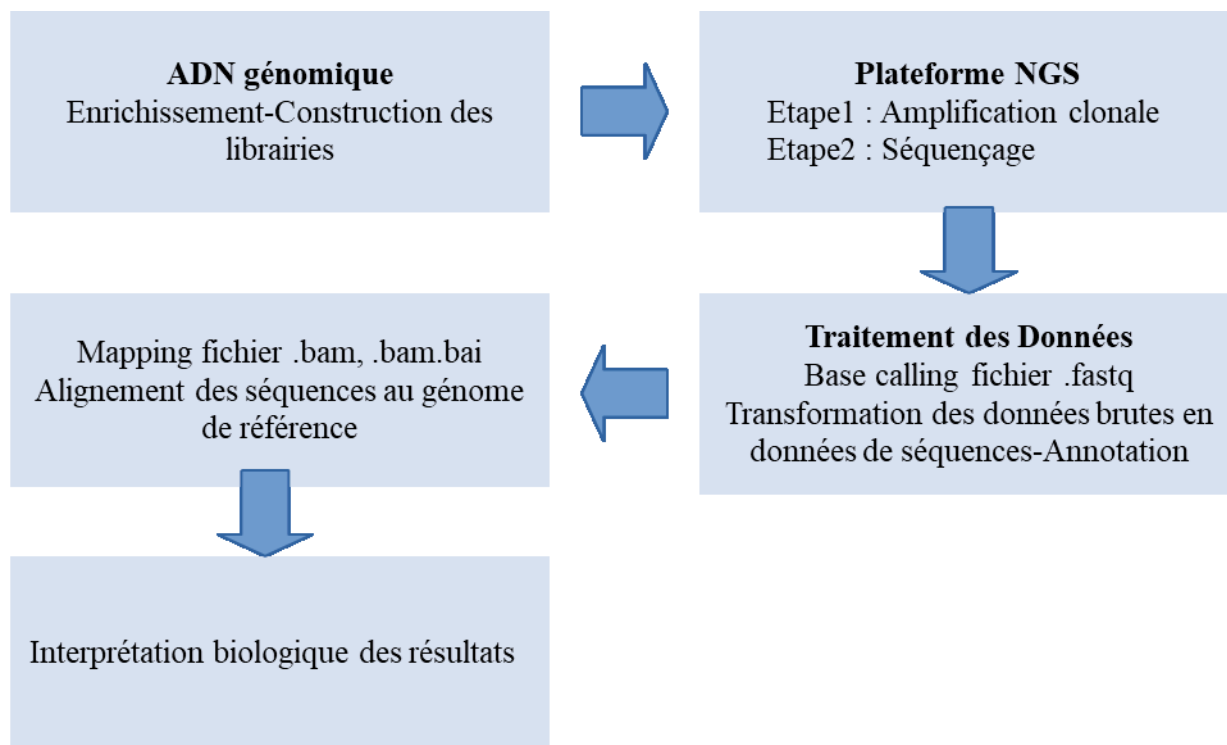 ADN génomique
Enrichissement-Construction des
librairies
Plateforme NGS
Etape1 : Amplification clonale
Etape2 : Séquençage
Traitement des Données
Base calling fichier .fastq
Transformation des données brutes en
données de séquences-Annotation
Mapping fichier .bam, .bam.bai
Alignement des séquences au génome
de référence
Interprétation biologique des résultats